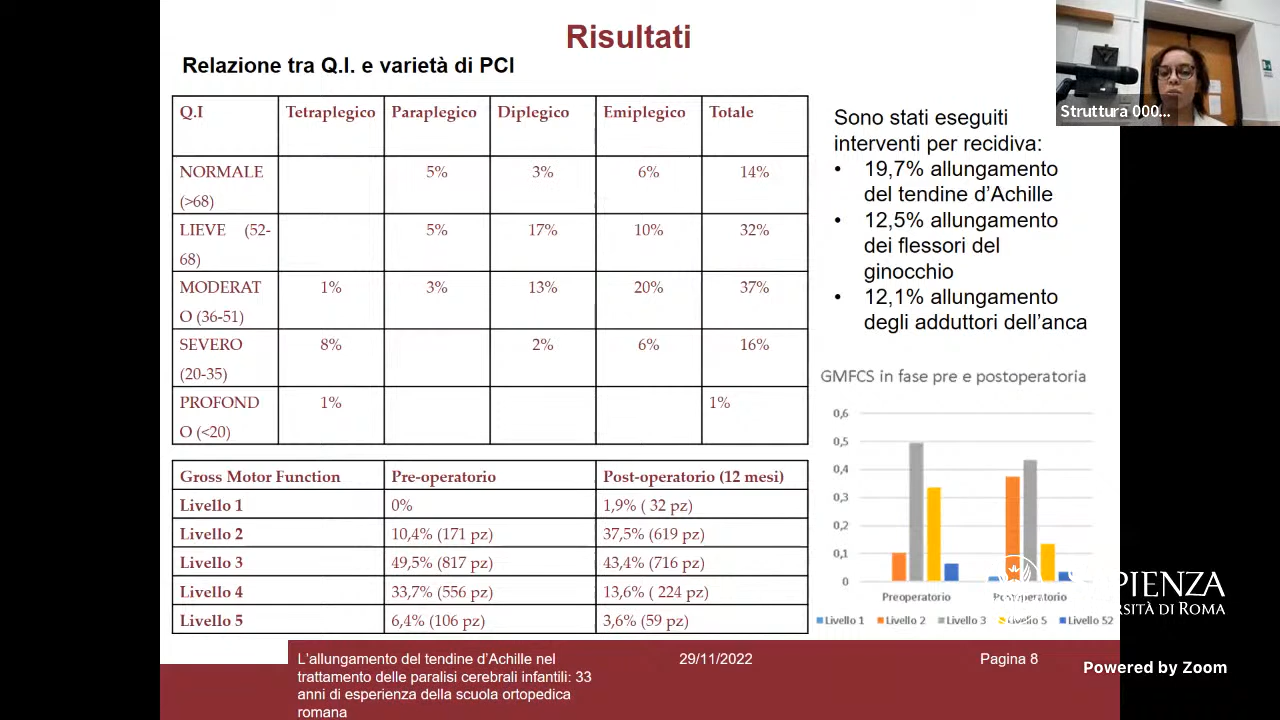 Risultati
Relazione tra Q.I. e varietà di PCI
Q.I Tetraplegico Paraplegico Diplegico Emiplegico Totale
NORMALE 5% 3% 6% 14%
(>68)
LIEVE (52- 5% 17% 10% 32%
68)
MODERAT 1% 3% 13% 20% 37%
O (36-51)
SEVERO 8% 2% 6% 16%
(20-35)
PROFOND 1% 1%
O (<20)
Gross Motor Function Pre-operatorio Post-operatorio (12 mesi)
Livello 1 0% 1,9% ( 32 pz)
Livello 2 10,4% (171 pz) 37,5% (619 pz)
Livello 3 49,5% (817 pz) 43,4% (716 pz)
Livello 4 33,7% (556 pz) 13,6% ( 224 pz)
Livello 5 6,4% (106 pz) 3,6% (59 pz)
Struttura 000...
Sono stati eseguiti
interventi per recidiva:
• 19,7% allungamento
del tendine d'Achille
• 12,5% allungamento
dei flessori del
ginocchio
• 12,1% allungamento
degli adduttori dell'anca
GMFCS in fase pre e postoperatoria
0,6
0,5
0,4
0,3
0,2
0,1
0
Preoperatorio Postoperatorio
Livello 1 Livello 2 Livello 3 Livello 5 Livello 52
SAPIENZA
UNIVERSITÀ DI ROMA
L'allungamento del tendine d'Achille nel
trattamento delle paralisi cerebrali infantili: 33
anni di esperienza della scuola ortopedica
romana
29/11/2022
Pagina 8
Powered by Zoom